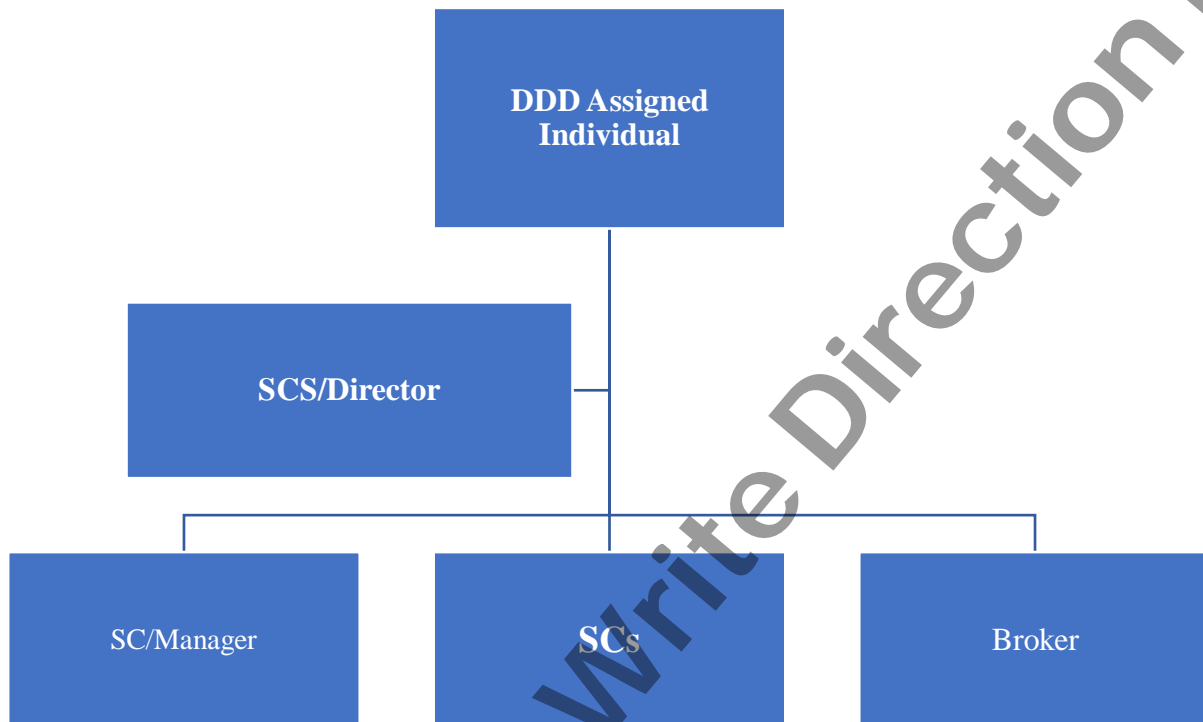 DDD Assigned
Individual
SCS/Director
SC/Manager
SCs
Broker
Write Direction